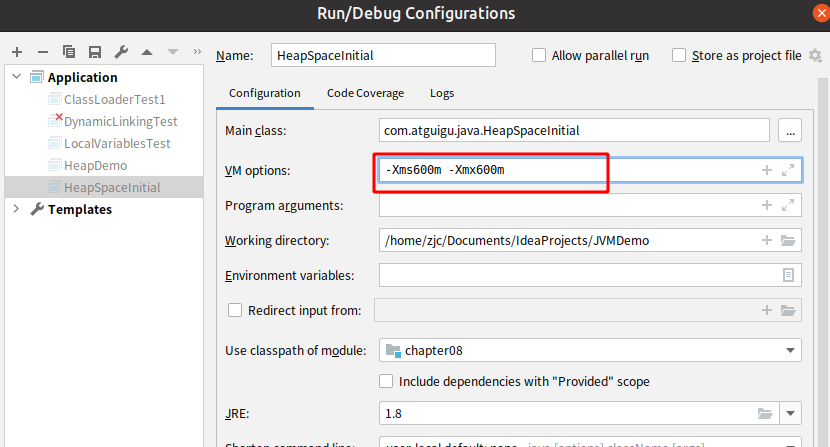 Run/Debug Configurations
Name: HeapSpaceInitial Allow parallel run Store as project file
Application
ClassLoaderTest1
DynamicLinkingTest
LocalVariablesTest
HeapDemo
HeapSpaceInitial
Templates
Configuration Code Coverage Logs
Main class: com.atguigu.java.HeapSpaceInitial ...
VM options: -Xms600m -Xmx600m
Program arguments:
Working directory: /home/zjc/Documents/IdeaProjects/JVMDemo
Environment variables:
Redirect input from:
Use classpath of module: chapter08
Include dependencies with "Provided" scope
JRE: 1.8